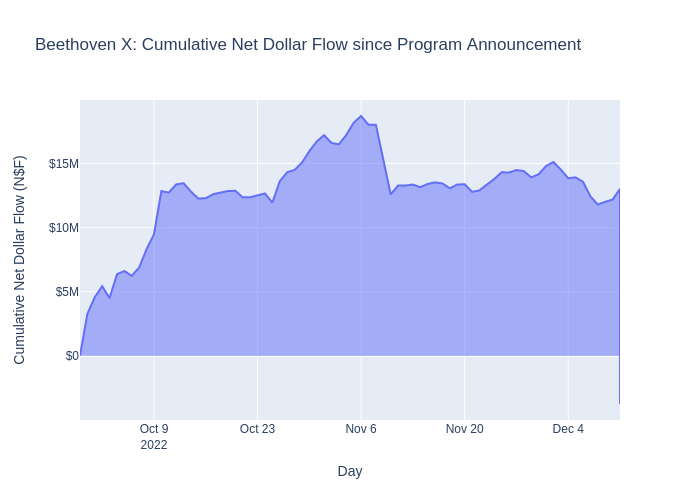 Beethoven X: Cumulative Net Dollar Flow since Program Announcement
Cumulative Net Dollar Flow (N$F)
$15M
$10M
$5M
$0
Oct 9
2022
Oct 23
Nov 6
Nov 20
Dec 4
Day